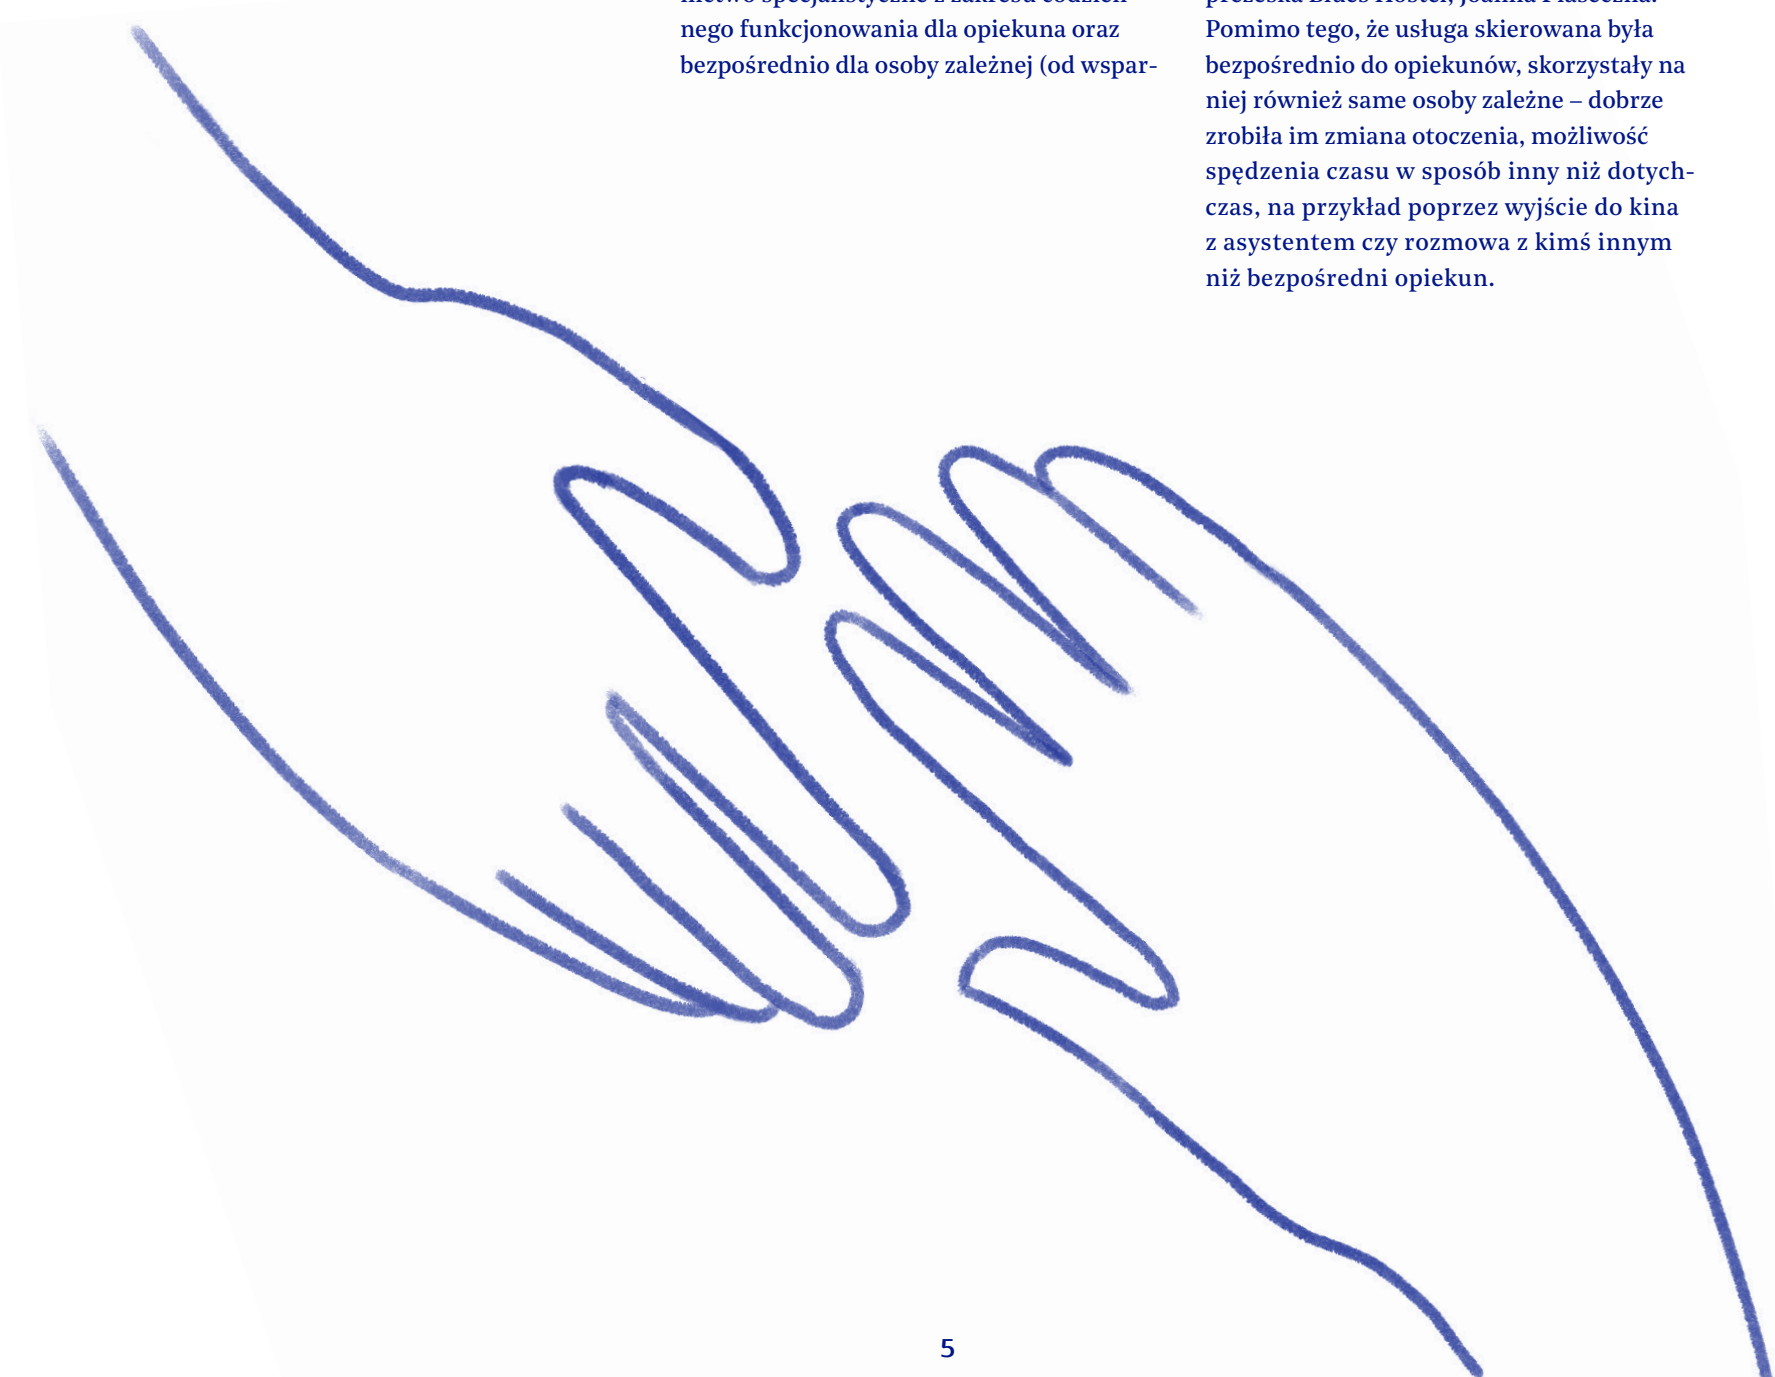 nego funkcjonowania dla opiekuna oraz
bezpośrednio dla osoby zależnej (od wspar-
Pomimo tego, że usługa skierowana była
bezpośrednio do opiekunów, skorzystały na
niej również same osoby zależne – dobrze
zrobiła im zmiana otoczenia, możliwość
spędzenia czasu w sposób inny niż dotych-
czas, na przykład poprzez wyjście do kina
z asystentem czy rozmowa z kimś innym
niż bezpośredni opiekun.
5